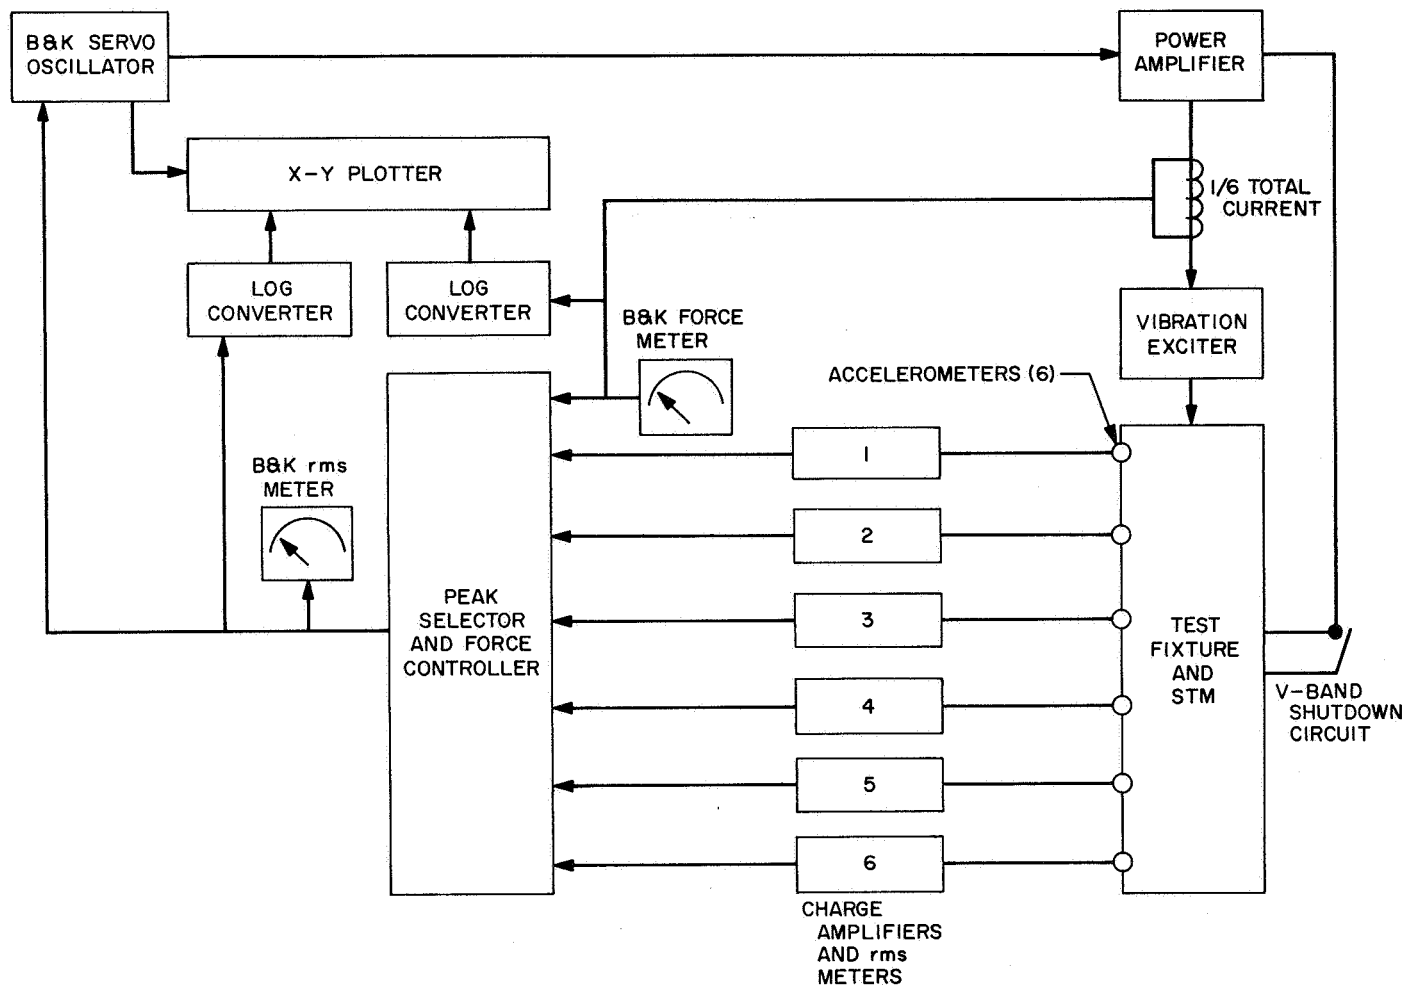 B&K SERVO
OSCILLATOR
POWER
AMPLIFIER
X-Y PLOTTER
1/6 TOTAL
CURRENT
LOG
CONVERTER
LOG
CONVERTER
B&K FORCE
METER
VIBRATION
EXCITER
ACCELEROMETERS (6)
B&K rms
METER
1
2
3
4
5
6
PEAK
SELECTOR
AND FORCE
CONTROLLER
TEST
FIXTURE
AND
STM
V-BAND
SHUTDOWN
CIRCUIT
CHARGE
AMPLIFIERS
AND rms
METERS